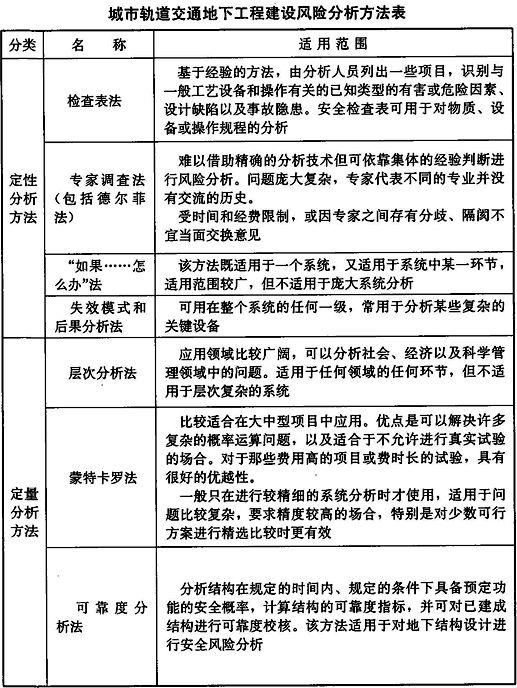 城市轨道交通地下工程建设风险分析方法表
分类 名称 适用范围
定性
分析
方法
检查表法
基于经验的方法，由分析人员列出一些项目，识别与
一般工艺设备和操作有关的已知类型的有害或危险因素、
设计缺陷以及事故隐患。安全检查表可用于对物质、设
备或操作规程的分析
专家调查法
（包括德尔菲
法）
难以借助精确的分析技术但可依靠集体的经验判断进
行风险分析。问题庞大复杂，专家代表不同的专业并没
有交流的历史。
受时间和经费限制，或因专家之间存有分歧、隔阂不
宜当面交换意见
“如果……怎
么办”法
该方法既适用于一个系统，又适用于系统中某一环节，
适用范围较广，但不适用于庞大系统分析
失效模式和
后果分析法
可用在整个系统的任何一级，常用于分析某些复杂的
关键设备
定量
分析
方法
层次分析法
应用领域比较广阔，可以分析社会、经济以及科学管
理领域中的问题。适用于任何领域的任何环节，但不适
用于层次复杂的系统
蒙特卡罗法
比较适合在大中型项目中应用。优点是可以解决许多
复杂的概率运算问题，以及适合于不允许进行真实试验
的场合。对于那些费用高的项目或费时长的试验，具有
很好的优越性。
一般只在进行较精细的系统分析时才使用，适用于问
题比较复杂，要求精度较高的场合，特别是对少数可行
方案进行精选比较时更有效
可靠度分
析法
分析结构在规定的时间内、规定的条件下具备预定功
能的安全概率，计算结构的可靠度指标，并可对已建成
结构进行可靠度校核。该方法适用于对地下结构设计进
行安全风险分析